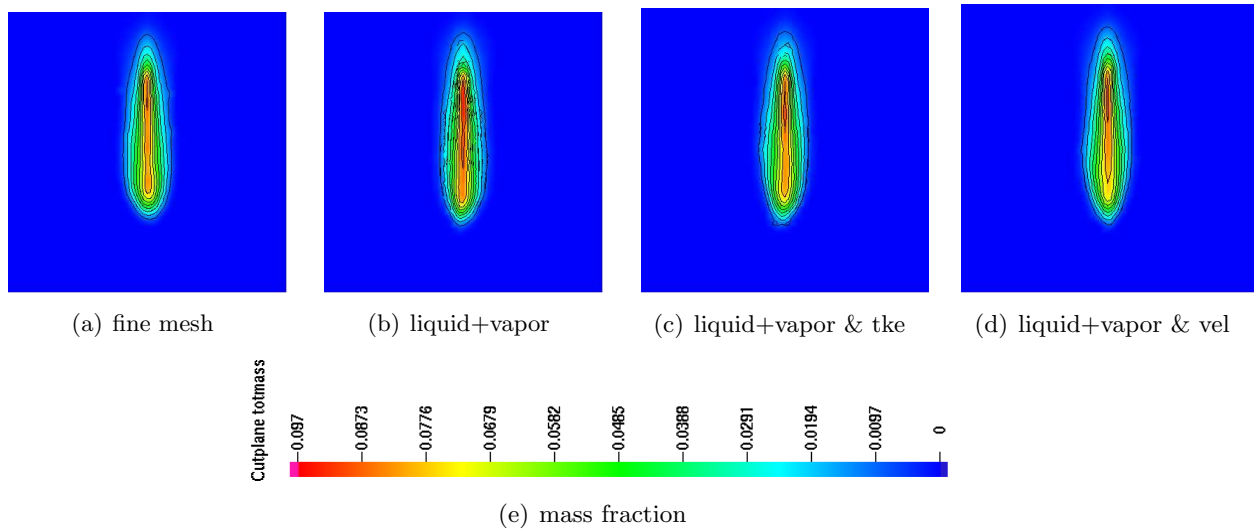 (a) fine mesh
(b) liquid+vapor
(c) liquid+vapor & tke
(d) liquid+vapor & vel
Cutplane totmass
0.097
0.0873
0.0776
0.0679
0.0582
0.0485
0.0388
0.0291
0.0194
0.0097
0
(e) mass fraction